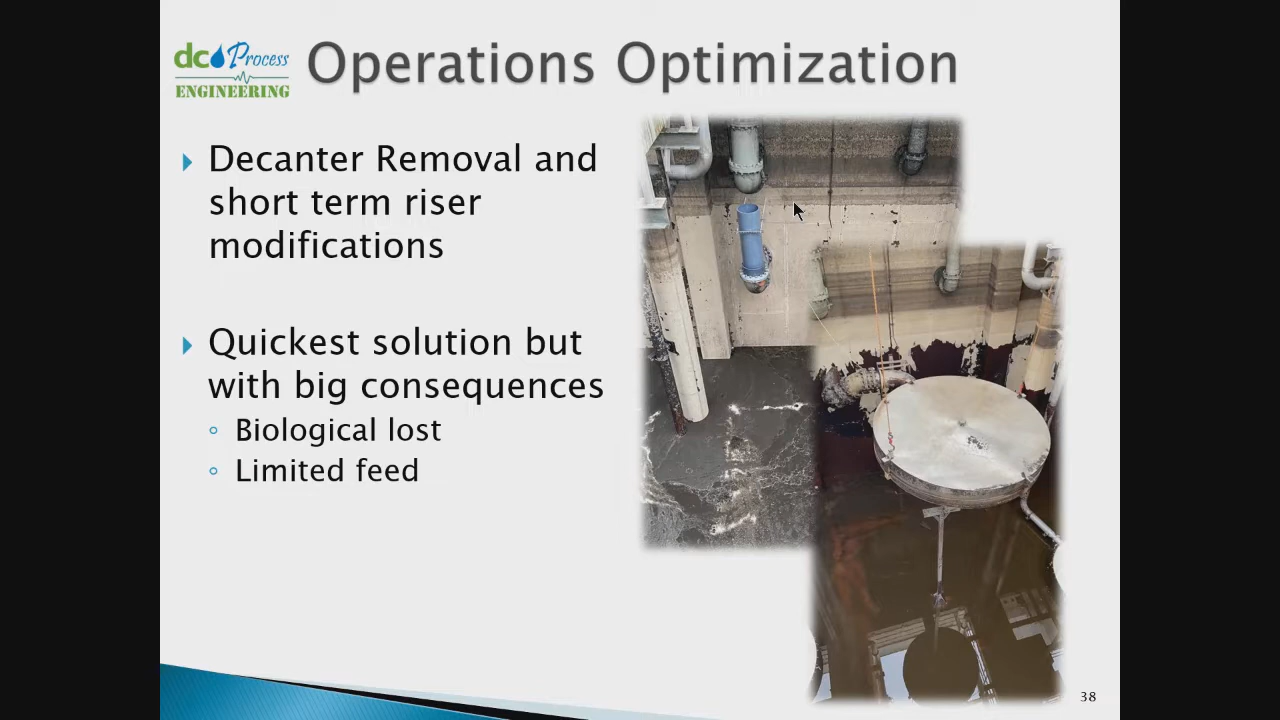 dc Process
ENGINEERING
Operations Optimization
Decanter Removal and
short term riser
modifications
Quickest solution but
with big consequences
Biological lost
Limited feed
38